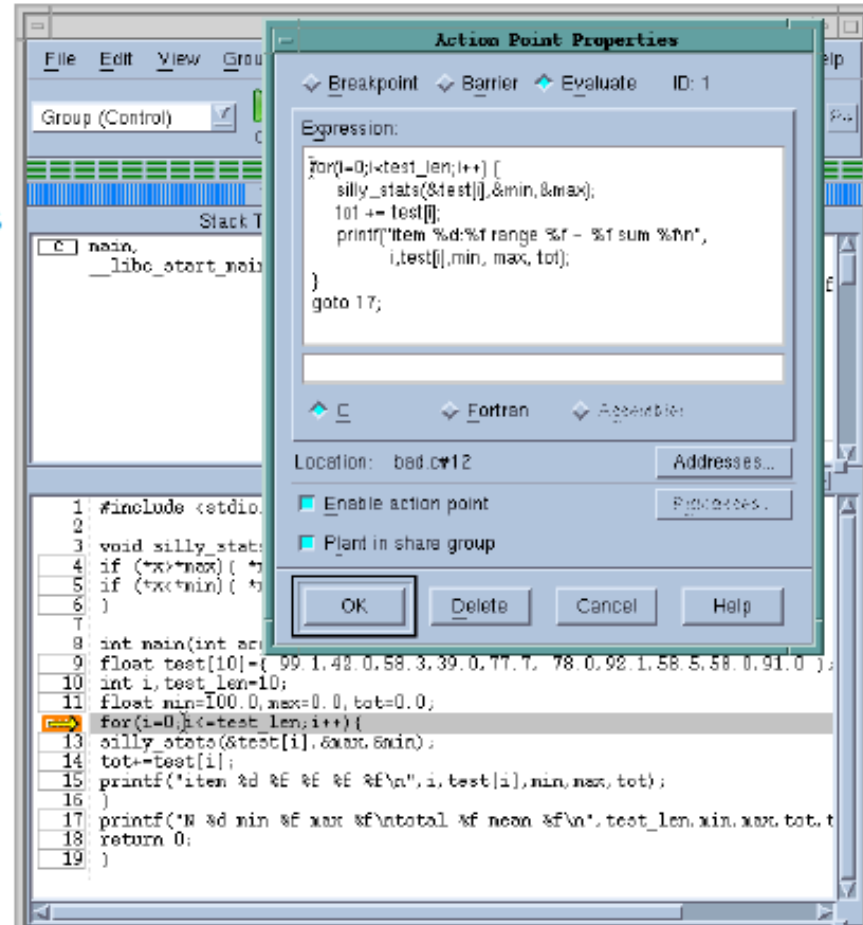 Action Point Properties
File Edit View Grou
elp
Breakpoint Barrier Evaluate ID: 1
Group (Control)
Expression:
for(i=0;i<test_len;i++) {
silly_stats(&test[i],&min,&max);
tot += test[i];
printf("item %d:%f range %f - %f sum %f\n",
i,test[i],min, max, tot);
}
goto 17;
Stack T
C main,
__libc_start_main
f
C Fortran Assembler
Location: bad.c#12 Addresses...
Enable action point Processes...
Plant in share group
OK Delete Cancel Help
1 #include <stdio.
2
3 void silly_stats
4 if (*x>*max){ *
5 if (*x<*min){ *
6 }
7
8 int main(int arg
9 float test[10]={ 99.1,42.0,58.3,39.0,77.7, 78.0,92.1,58.5,58.0,91.0 };
10 int i,test_len=10;
11 float min=100.0,max=0.0,tot=0.0;
for(i=0;i<=test_len;i++){
13 silly_stats(&test[i],&max,&min);
14 tot+=test[i];
15 printf("item %d %f %f %f %f\n",i,test[i],min,max,tot);
16 }
17 printf("N %d min %f max %f\ntotal %f mean %f\n",test_len,min,max,tot,t
18 return 0;
19 }